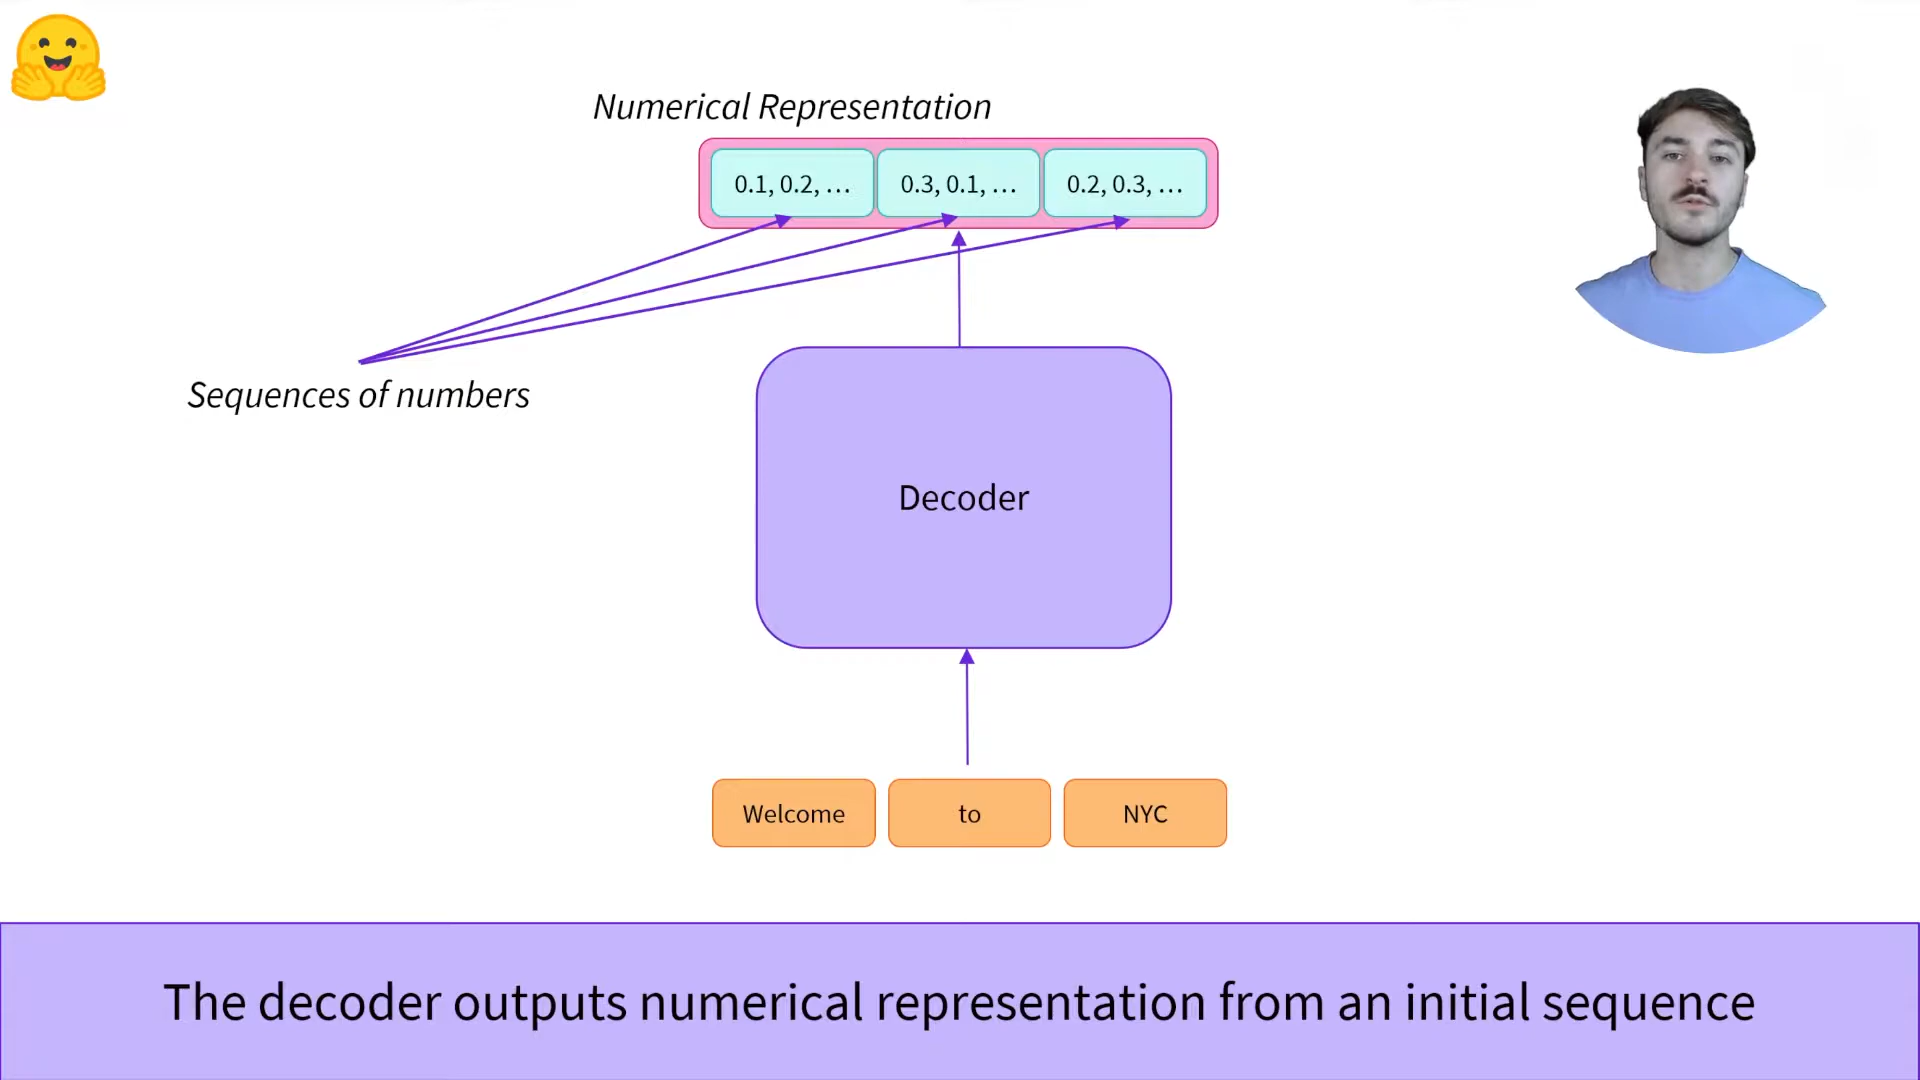 Numerical Representation
0.1, 0.2, …
0.3, 0.1, …
0.2, 0.3, …
Sequences of numbers
Decoder
Welcome
to
NYC
The decoder outputs numerical representation from an initial sequence